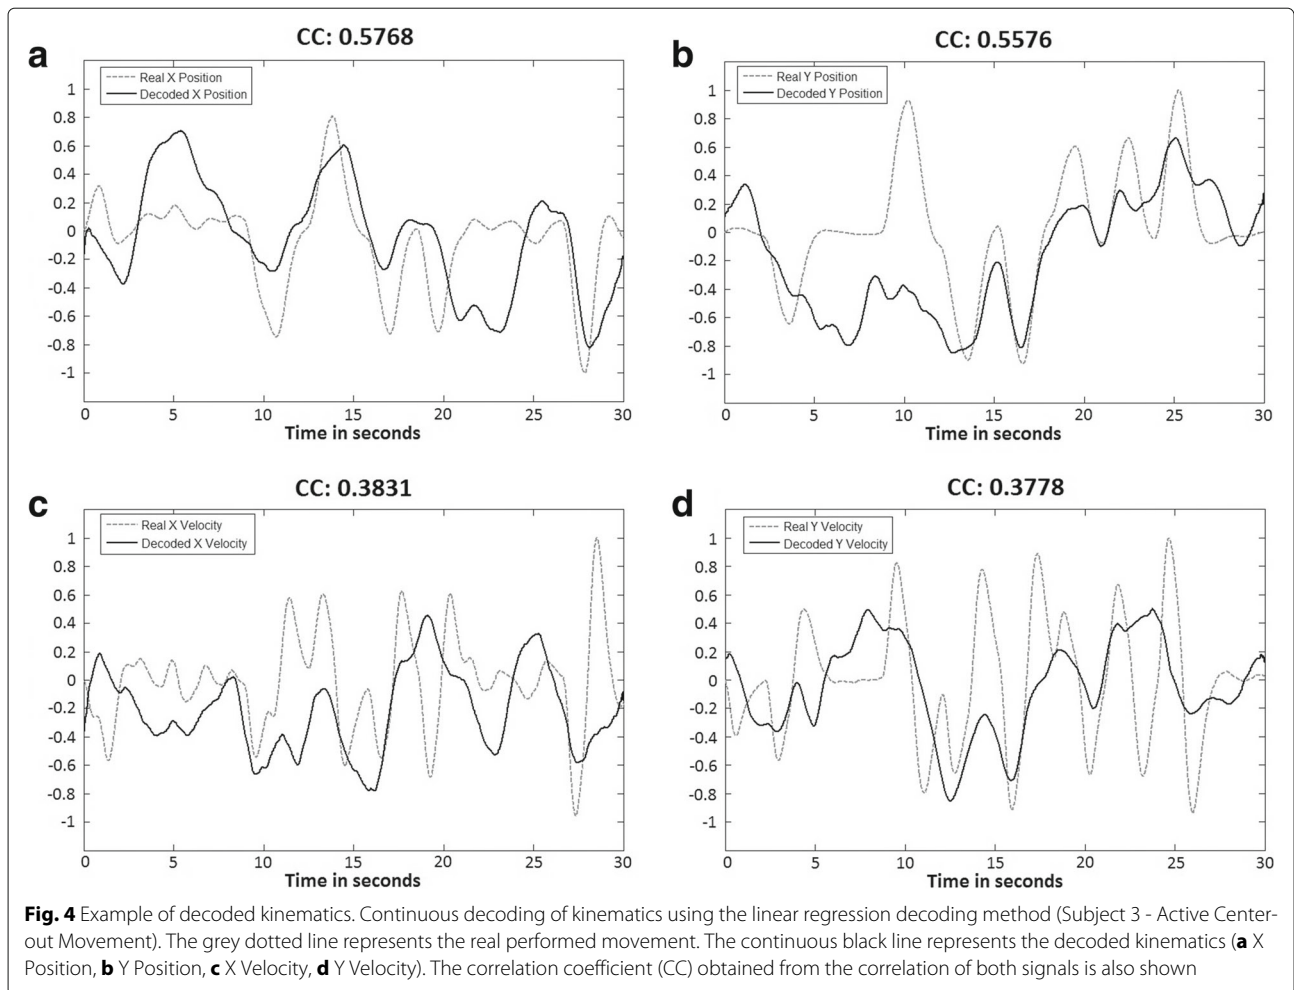 a
CC: 0.5768
Real X Position
Decoded X Position
1
0.8
0.6
0.4
0.2
0
-0.2
-0.4
-0.6
-0.8
-1
0 5 10 15 20 25 30
Time in seconds
b
CC: 0.5576
Real Y Position
Decoded Y Position
1
0.8
0.6
0.4
0.2
0
-0.2
-0.4
-0.6
-0.8
-1
0 5 10 15 20 25 30
Time in seconds
c
CC: 0.3831
Real X Velocity
Decoded X Velocity
1
0.8
0.6
0.4
0.2
0
-0.2
-0.4
-0.6
-0.8
-1
0 5 10 15 20 25 30
Time in seconds
d
CC: 0.3778
Real Y Velocity
Decoded Y Velocity
1
0.8
0.6
0.4
0.2
0
-0.2
-0.4
-0.6
-0.8
-1
0 5 10 15 20 25 30
Time in seconds
Fig. 4 Example of decoded kinematics. Continuous decoding of kinematics using the linear regression decoding method (Subject 3 - Active Center-
out Movement). The grey dotted line represents the real performed movement. The continuous black line represents the decoded kinematics (a X
Position, b Y Position, c X Velocity, d Y Velocity). The correlation coefficient (CC) obtained from the correlation of both signals is also shown